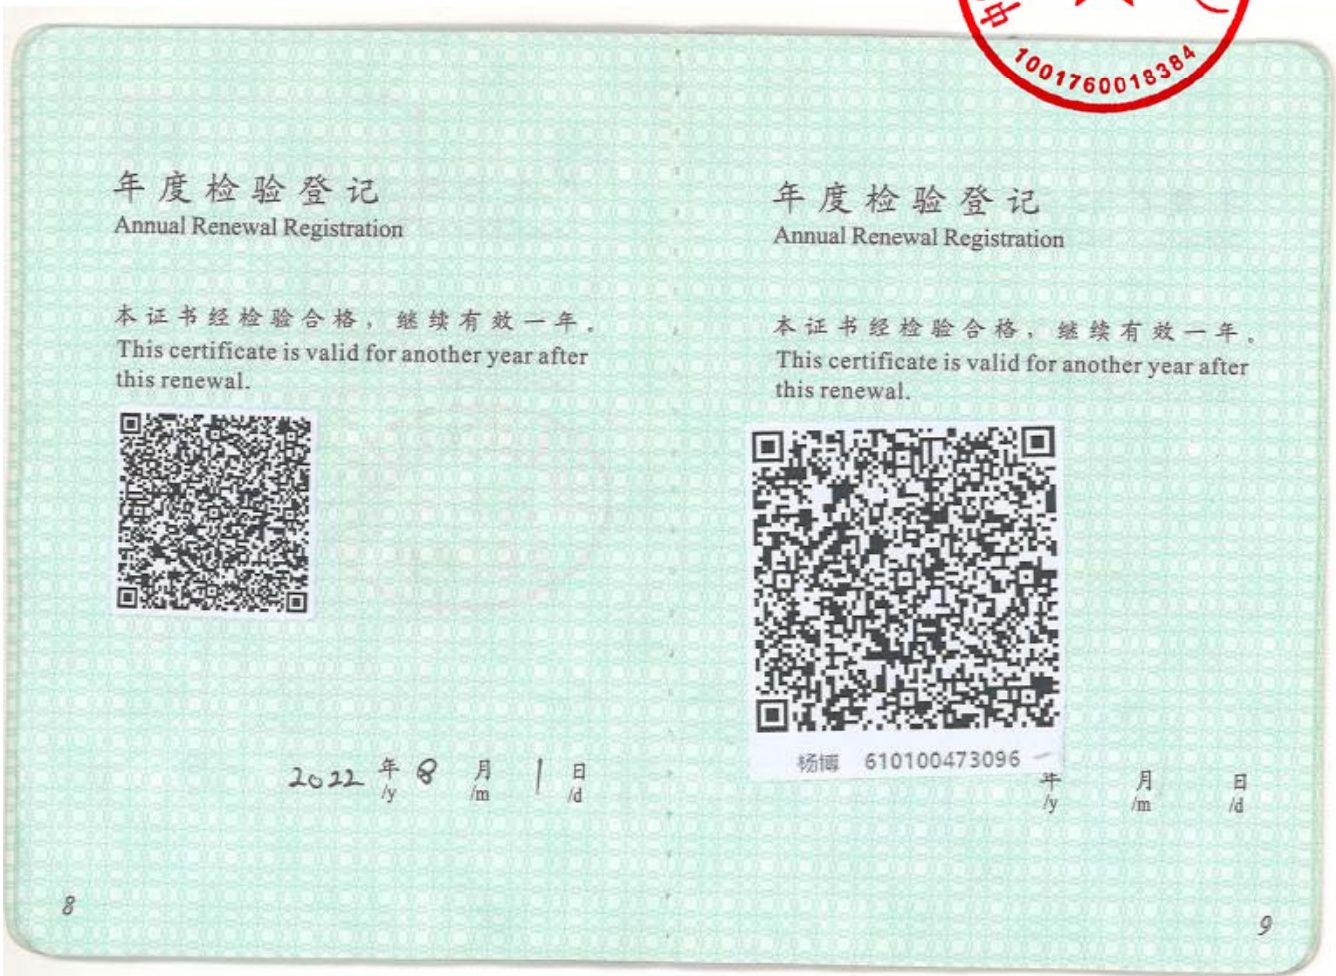 中
1001760018384
年度检验登记
Annual Renewal Registration
本证书经检验合格，继续有效一年。
This certificate is valid for another year after
this renewal.
2022 年 8 月 1 日
/y /m /d
8
年度检验登记
Annual Renewal Registration
本证书经检验合格，继续有效一年。
This certificate is valid for another year after
this renewal.
杨博 610100473096
年 月 日
/y /m /d
9